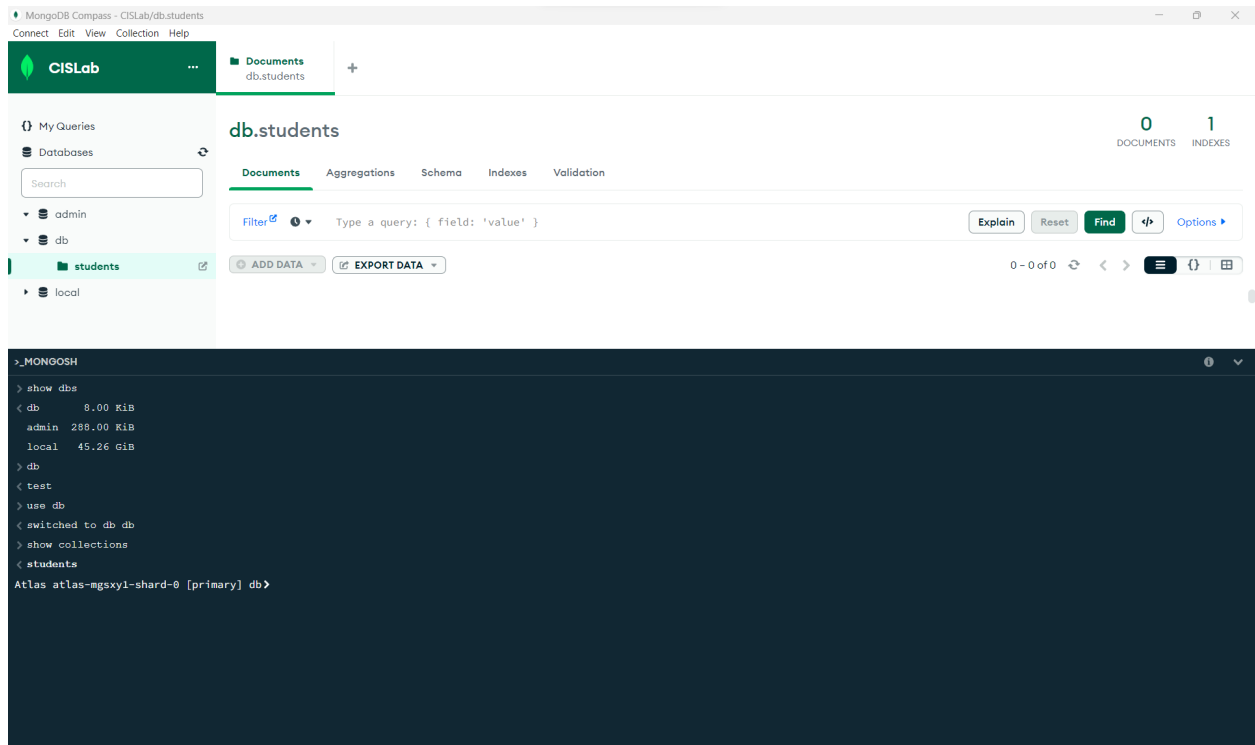 MongoDB Compass - CISLab/db.students
Connect Edit View Collection Help
CISLab ...
Documents
db.students
+
{} My Queries
Databases
Search
admin
db
students
local
db.students
0
DOCUMENTS
1
INDEXES
Documents Aggregations Schema Indexes Validation
Filter Type a query: { field: 'value' } Explain Reset Find </> Options
ADD DATA EXPORT DATA 0 – 0 of 0 < > {}
>_MONGOSH
> show dbs
< db 8.00 KiB
admin 288.00 KiB
local 45.26 GiB
> db
< test
> use db
< switched to db db
> show collections
< students
Atlas atlas-mgsxyl-shard-0 [primary] db>